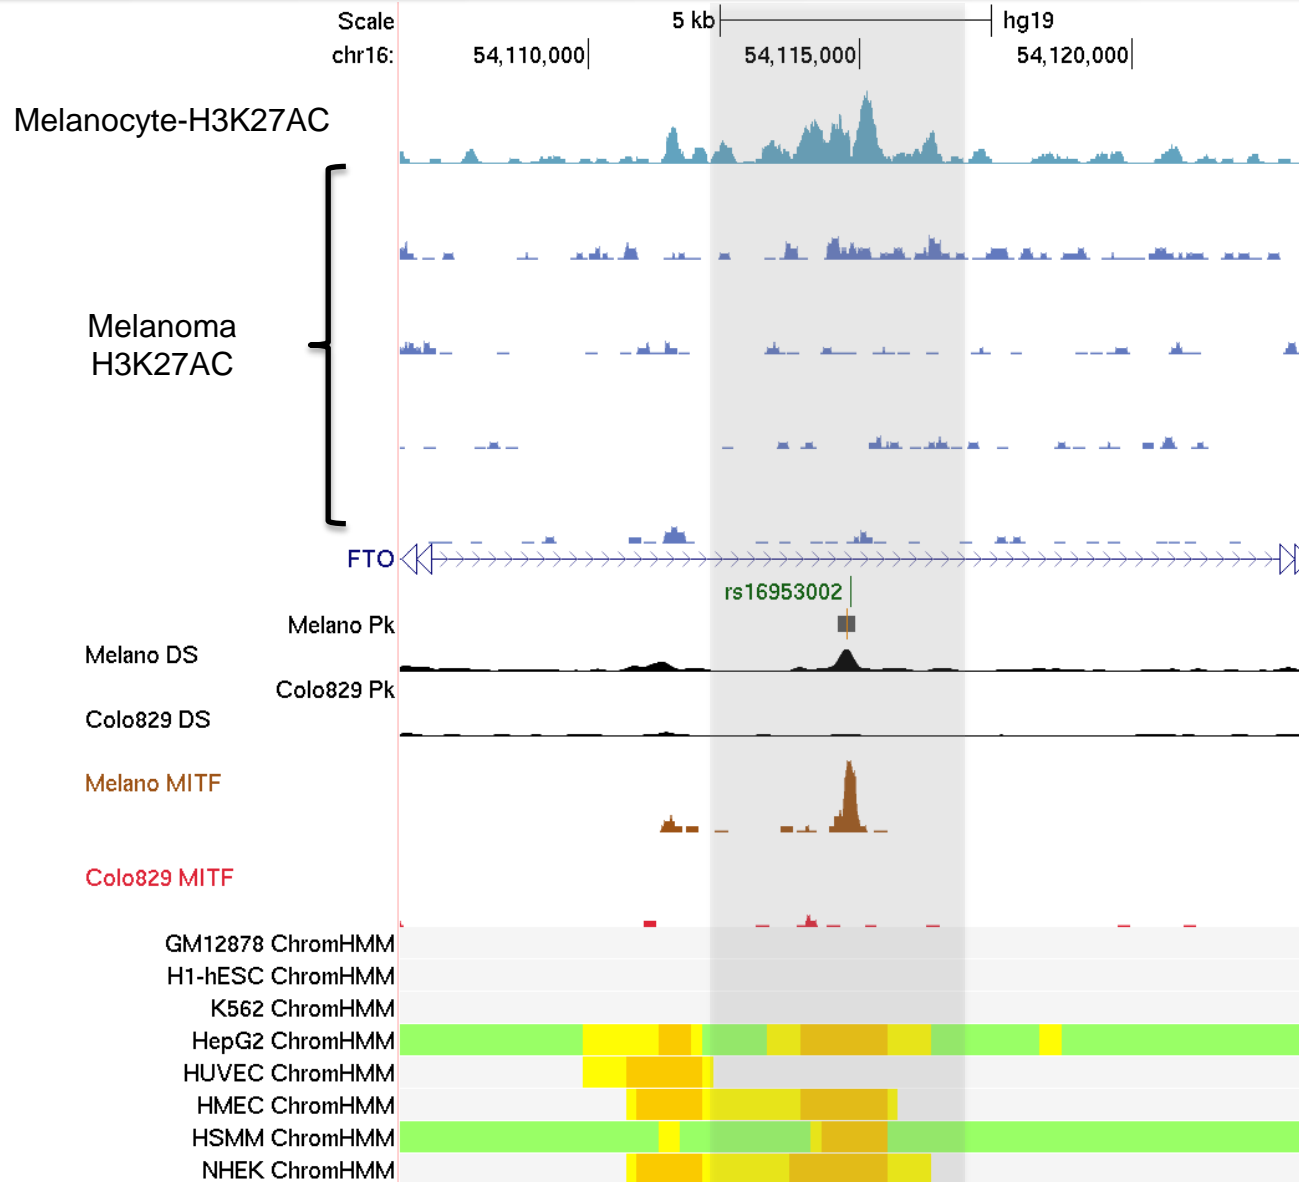 Scale 5 kb hg19
chr16: 54,110,000 54,115,000 54,120,000
Melanocyte-H3K27AC
Melanoma
H3K27AC
FTO
rs16953002
Melano Pk
Melano DS
Colo829 Pk
Colo829 DS
Melano MITF
Colo829 MITF
GM12878 ChromHMM
H1-hESC ChromHMM
K562 ChromHMM
HepG2 ChromHMM
HUVEC ChromHMM
HMEC ChromHMM
HSMM ChromHMM
NHEK ChromHMM